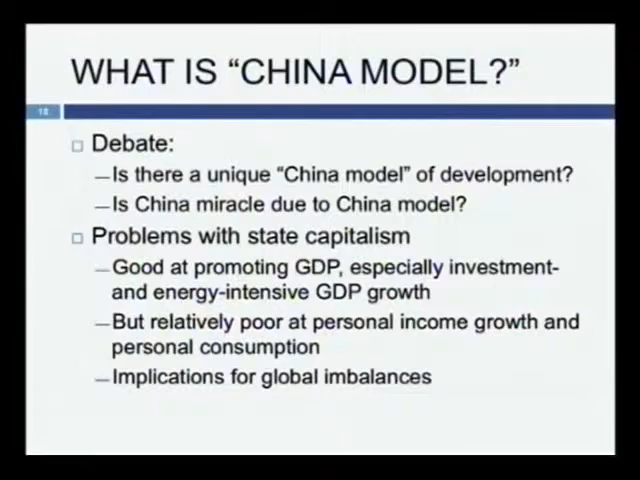 WHAT IS “CHINA MODEL?”
18
Debate:
—Is there a unique “China model” of development?
—Is China miracle due to China model?
Problems with state capitalism
—Good at promoting GDP, especially investment-
and energy-intensive GDP growth
—But relatively poor at personal income growth and
personal consumption
—Implications for global imbalances